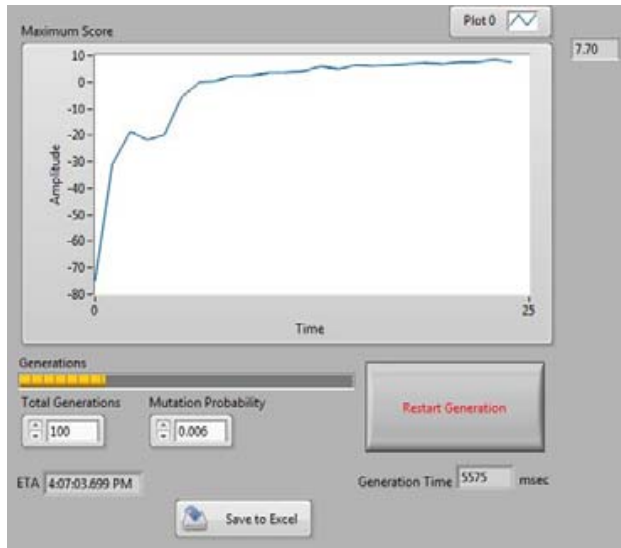 Plot 0
Maximum Score
7.70
10
0
-10
-20
-30
-40
-50
-60
-70
-80
Amplitude
0
25
Time
Generations
Total Generations
Mutation Probability
100
0.006
Restart Generation
ETA 4:07:03.699 PM
Generation Time 5575 msec
Save to Excel